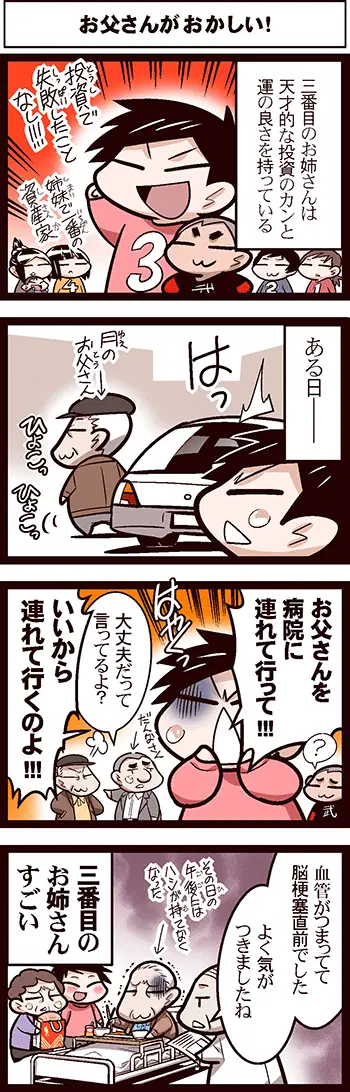 お父さんがおかしい！
三番目のお姉さんは
天才的な投資のカンと
運の良さを持っている
投資で
失敗したこと
なし!!!
姉妹で一番の
資産家
3
4
2
1
ある日――
はっ
月の
お父さん
ひょこっ
ひょこっ
お父さんを
病院に
連れて行って!!!
？
武
はやくっ
大丈夫だって
言ってるよ？
だんなさん
いいから
連れて行くのよ!!!
血管がつまってて
脳梗塞直前でした
よく気が
つきましたね
その日の
午後には
ハシが持てなく
なった
三番目の
お姉さん
すごい